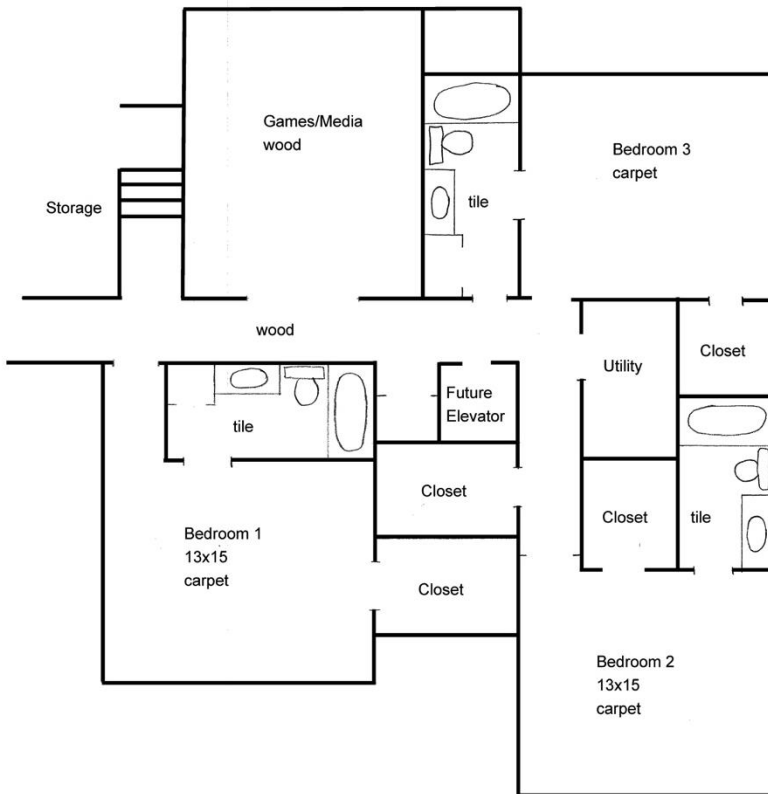 Games/Media
wood
Bedroom 3
carpet
Storage
tile
wood
Utility
Closet
Future
Elevator
tile
Closet
Closet
tile
Bedroom 1
13x15
carpet
Closet
Bedroom 2
13x15
carpet